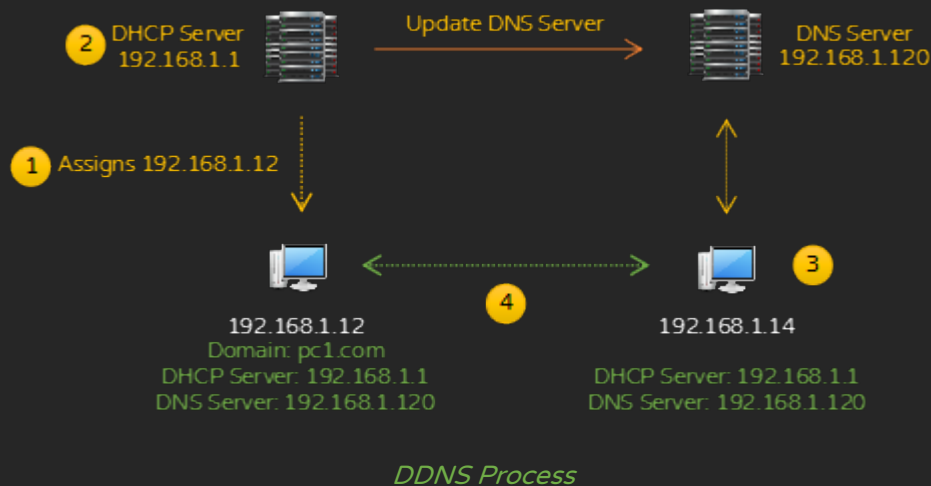 2
DHCP Server
192.168.1.1
Update DNS Server
DNS Server
192.168.1.120
1
Assigns 192.168.1.12
3
4
192.168.1.12
Domain: pc1.com
DHCP Server: 192.168.1.1
DNS Server: 192.168.1.120
192.168.1.14
DHCP Server: 192.168.1.1
DNS Server: 192.168.1.120
DDNS Process